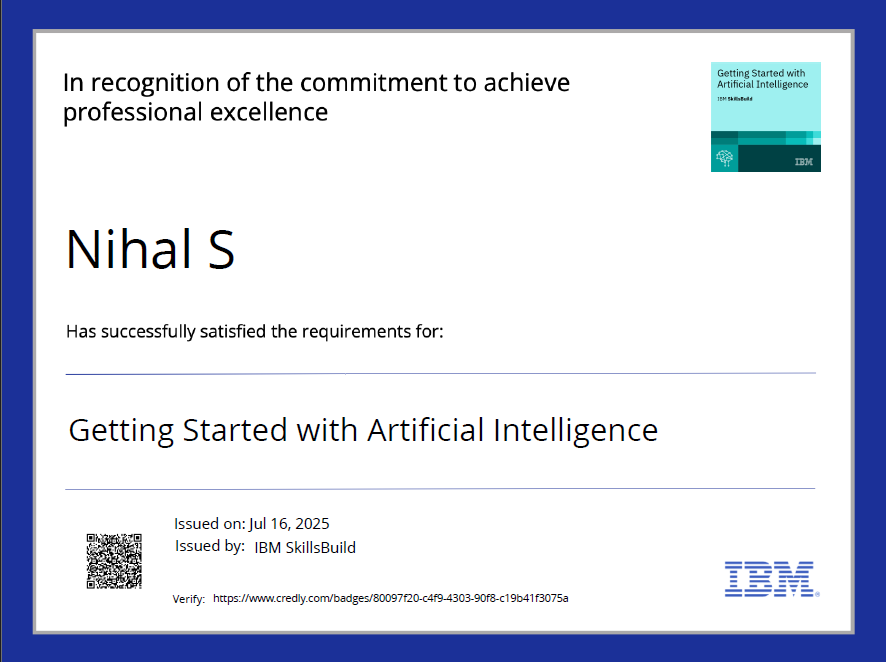 In recognition of the commitment to achieve
professional excellence
Getting Started with
Artificial Intelligence
IBM SkillsBuild
IBM
Nihal S
Has successfully satisfied the requirements for:
Getting Started with Artificial Intelligence
Issued on: Jul 16, 2025
Issued by: IBM SkillsBuild
Verify: https://www.credly.com/badges/80097f20-c4f9-4303-90f8-c19b41f3075a
IBM®